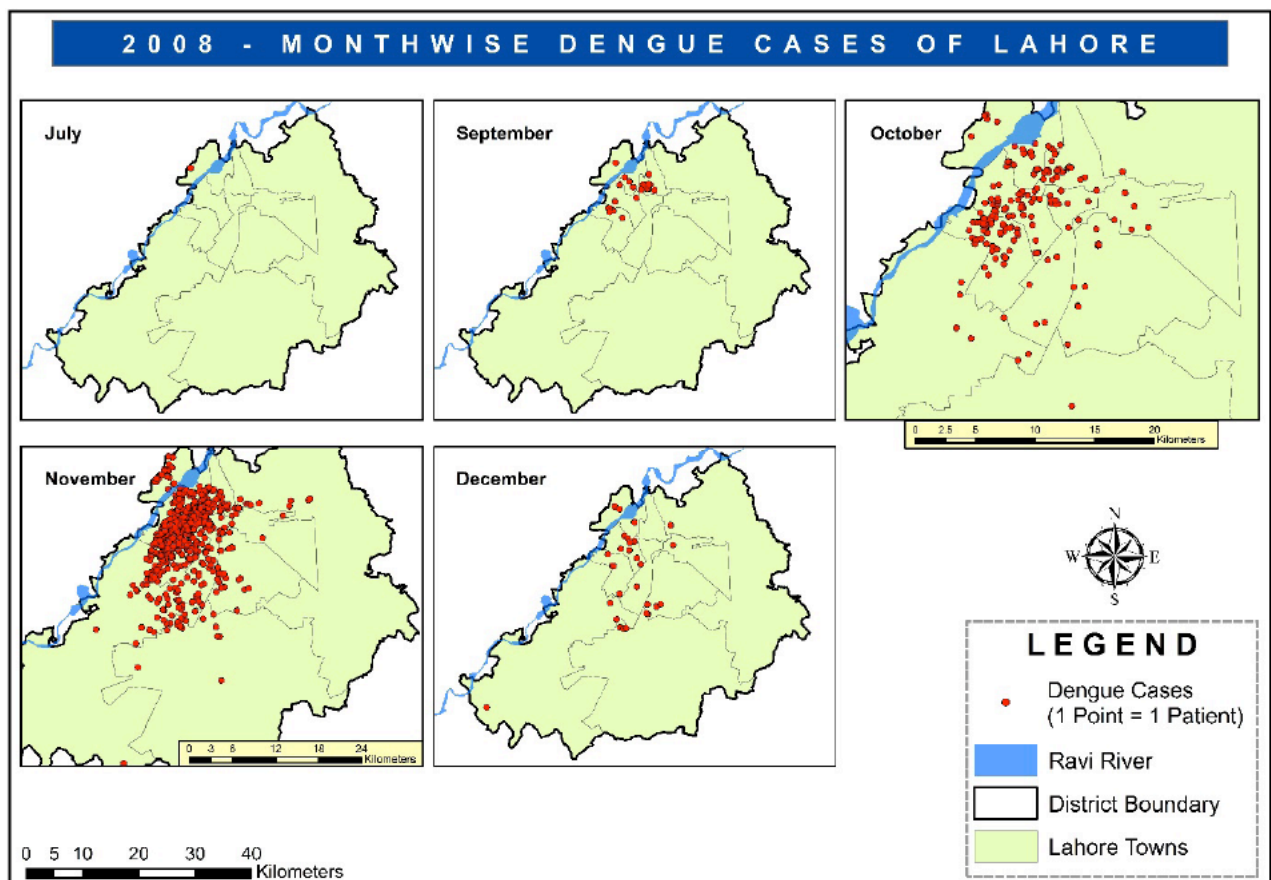 2008 - MONTHWISE DENGUE CASES OF LAHORE
July
September
October
0 2.5 5 10 15 20
Kilometers
November
0 3 6 12 18 24
Kilometers
December
N
W E
S
LEGEND
Dengue Cases
(1 Point = 1 Patient)
Ravi River
District Boundary
Lahore Towns
0 5 10 20 30 40
Kilometers